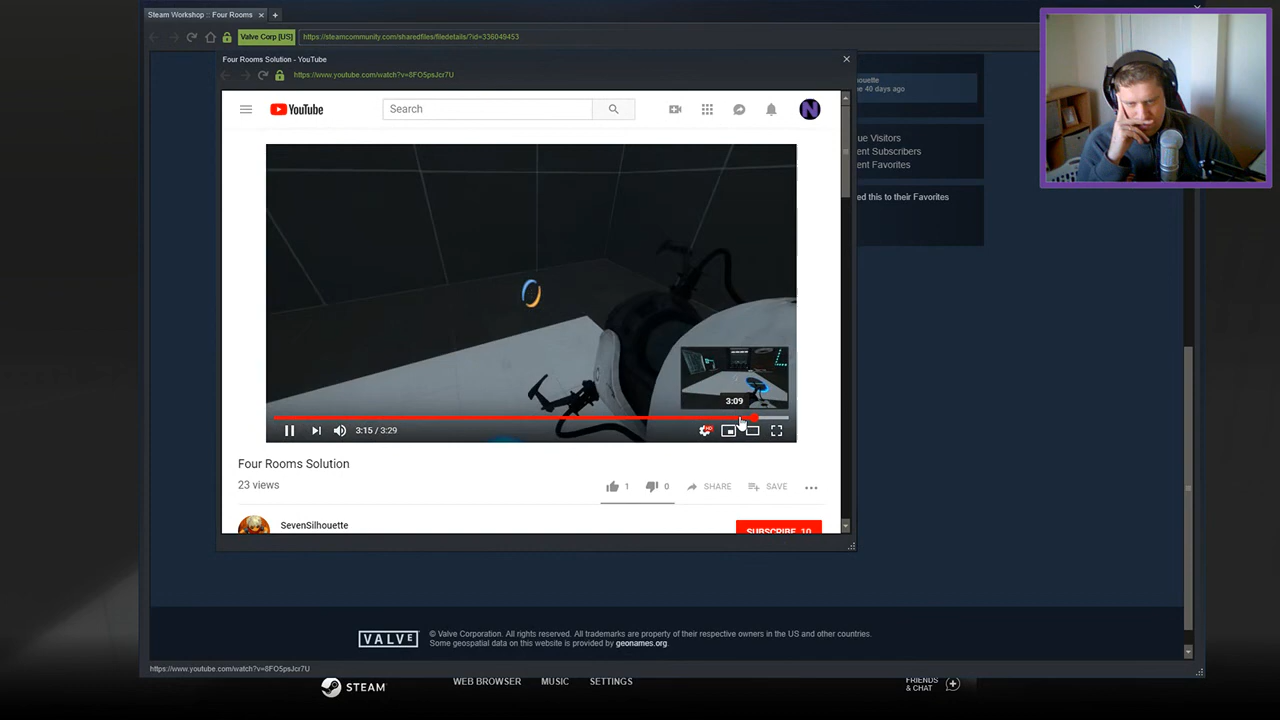 Steam Workshop :: Four Rooms
Valve Corp [US]
https://steamcommunity.com/sharedfiles/filedetails/?id=336049453
Four Rooms Solution - YouTube
https://www.youtube.com/watch?v=8FO5psJcr7U
YouTube
Search
N
40 days ago
Visitors
Subscribers
Favorites
this to their Favorites
3:09
3:15 / 3:29
HD
Four Rooms Solution
23 views
1
0
SHARE
SAVE
SevenSilhouette
SUBSCRIBE 10
VALVE
© Valve Corporation. All rights reserved. All trademarks are property of their respective owners in the US and other countries.
Some geospatial data on this website is provided by geonames.org.
https://www.youtube.com/watch?v=8FO5psJcr7U
STEAM
WEB BROWSER
MUSIC
SETTINGS
FRIENDS
& CHAT